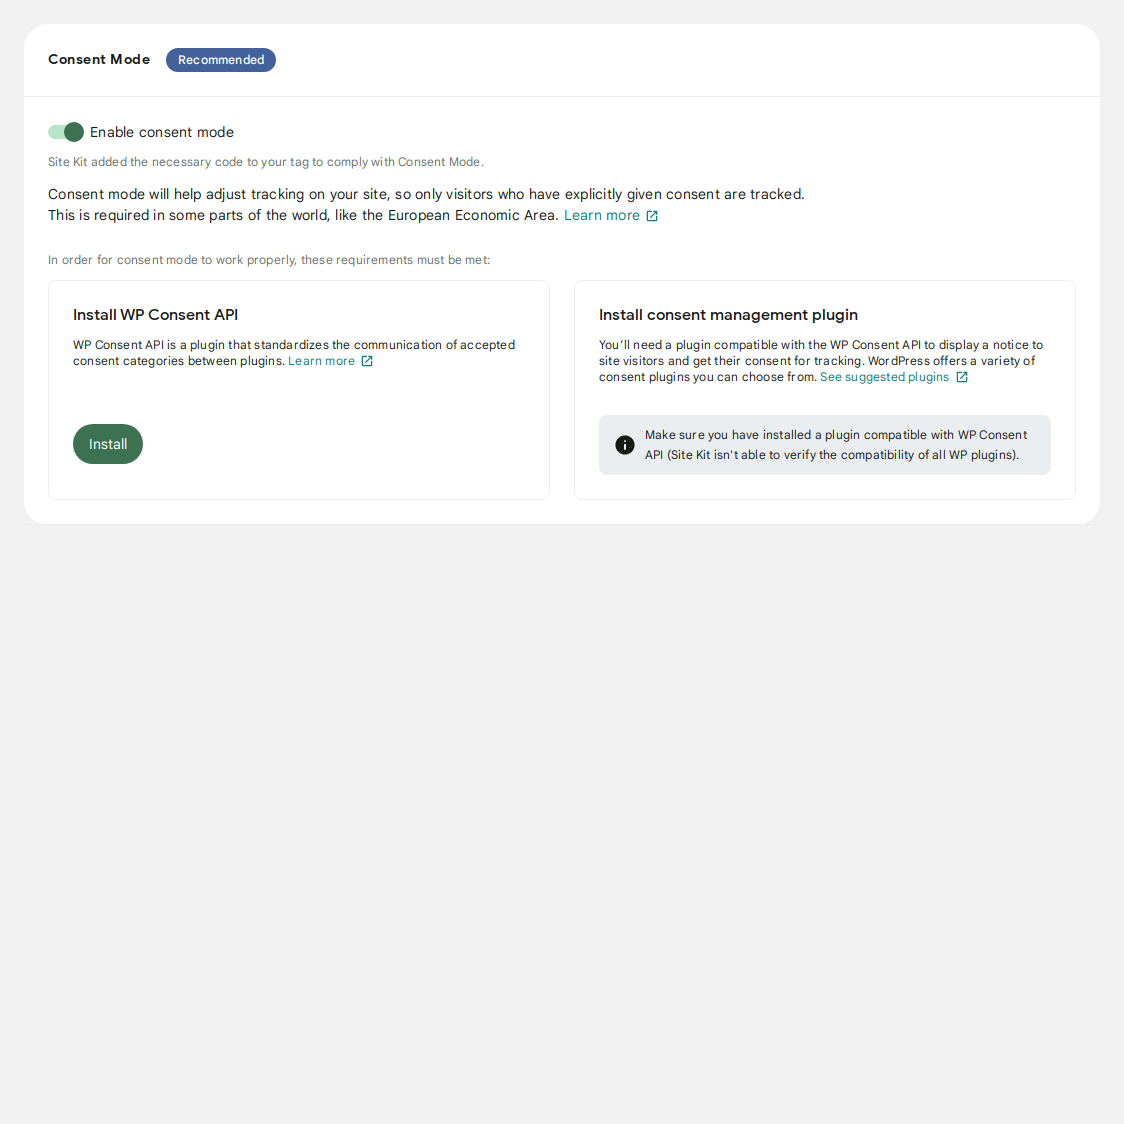 Consent Mode Recommended
Enable consent mode
Site Kit added the necessary code to your tag to comply with Consent Mode.
Consent mode will help adjust tracking on your site, so only visitors who have explicitly given consent are tracked.
This is required in some parts of the world, like the European Economic Area. Learn more
In order for consent mode to work properly, these requirements must be met:
Install WP Consent API
WP Consent API is a plugin that standardizes the communication of accepted
consent categories between plugins. Learn more
Install
Install consent management plugin
You’ll need a plugin compatible with the WP Consent API to display a notice to
site visitors and get their consent for tracking. WordPress offers a variety of
consent plugins you can choose from. See suggested plugins
Make sure you have installed a plugin compatible with WP Consent
API (Site Kit isn't able to verify the compatibility of all WP plugins).